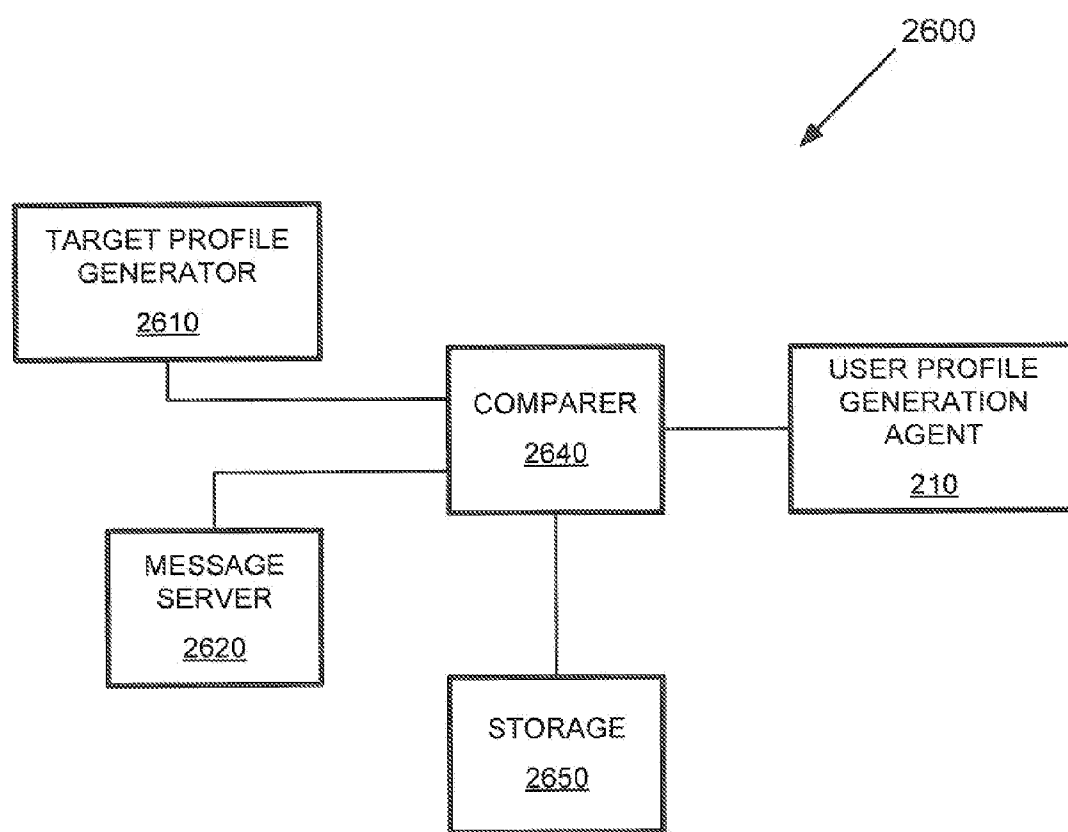 2600
TARGET PROFILE
GENERATOR
2610
COMPARER
2640
USER PROFILE
GENERATION
AGENT
210
MESSAGE
SERVER
2620
STORAGE
2650